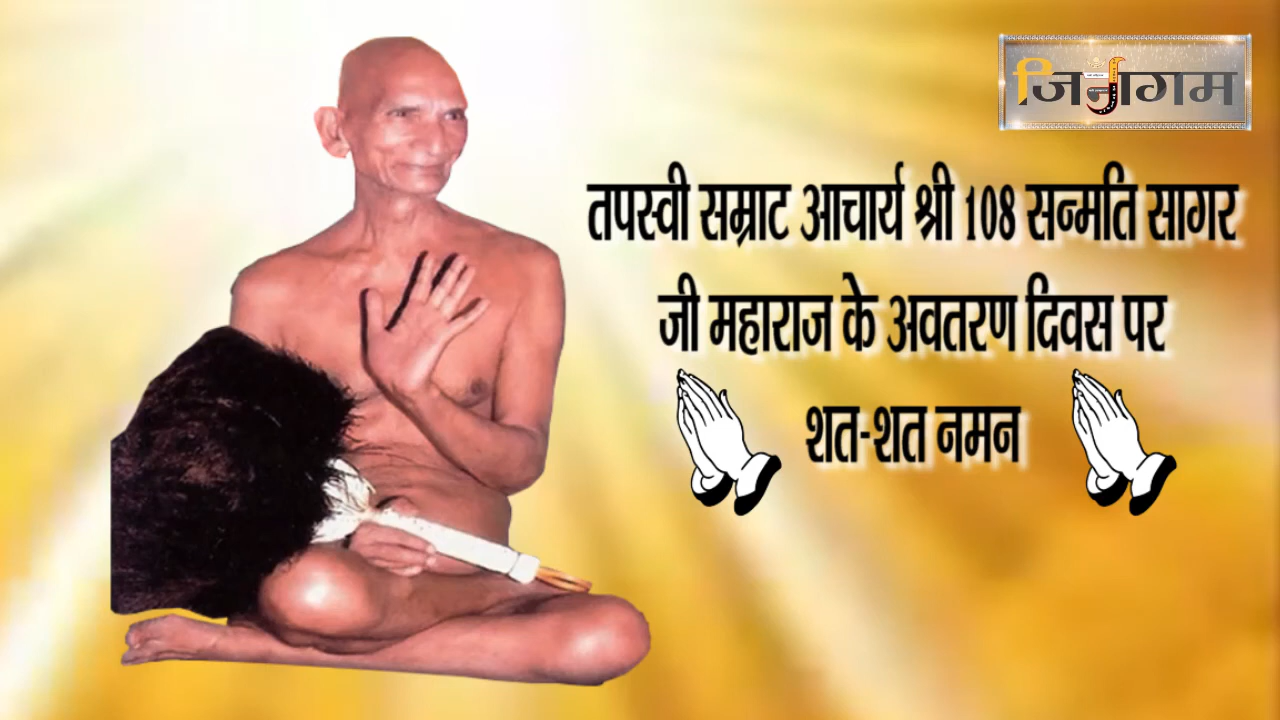 जिनागम
तपस्वी सम्राट आचार्य श्री 108 सन्मति सागर
जी महाराज के अवतरण दिवस पर
शत-शत नमन